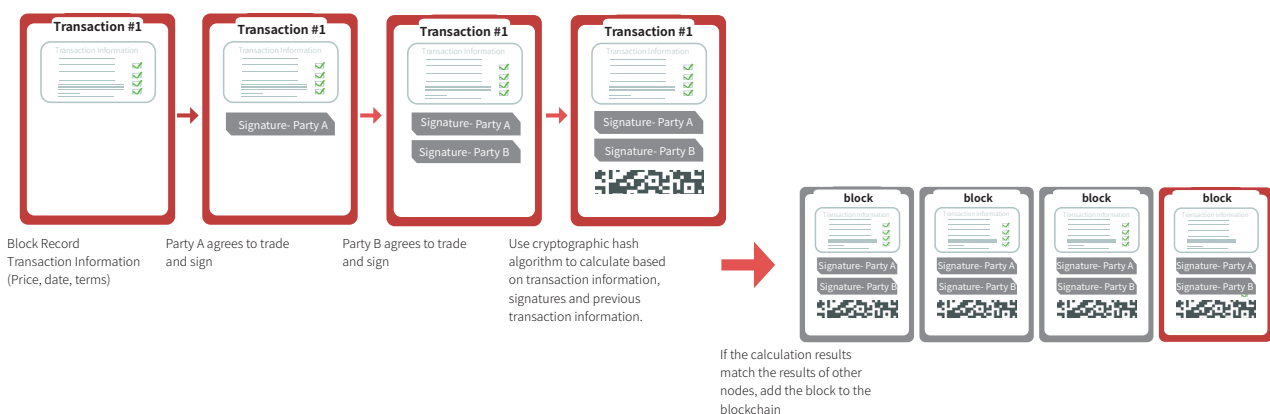 Transaction #1
Transaction Information
Transaction #1
Transaction Information
Signature- Party A
Transaction #1
Transaction Information
Signature- Party A
Signature- Party B
Transaction #1
Transaction Information
Signature- Party A
Signature- Party B
Block Record
Transaction Information
(Price, date, terms)
Party A agrees to trade
and sign
Party B agrees to trade
and sign
Use cryptographic hash
algorithm to calculate based
on transaction information,
signatures and previous
transaction information.
block
Transaction Information
Signature- Party A
Signature- Party B
block
Transaction Information
Signature- Party A
Signature- Party B
block
Transaction Information
Signature- Party A
Signature- Party B
block
Transaction Information
Signature- Party A
Signature- Party B
If the calculation results
match the results of other
nodes, add the block to the
blockchain